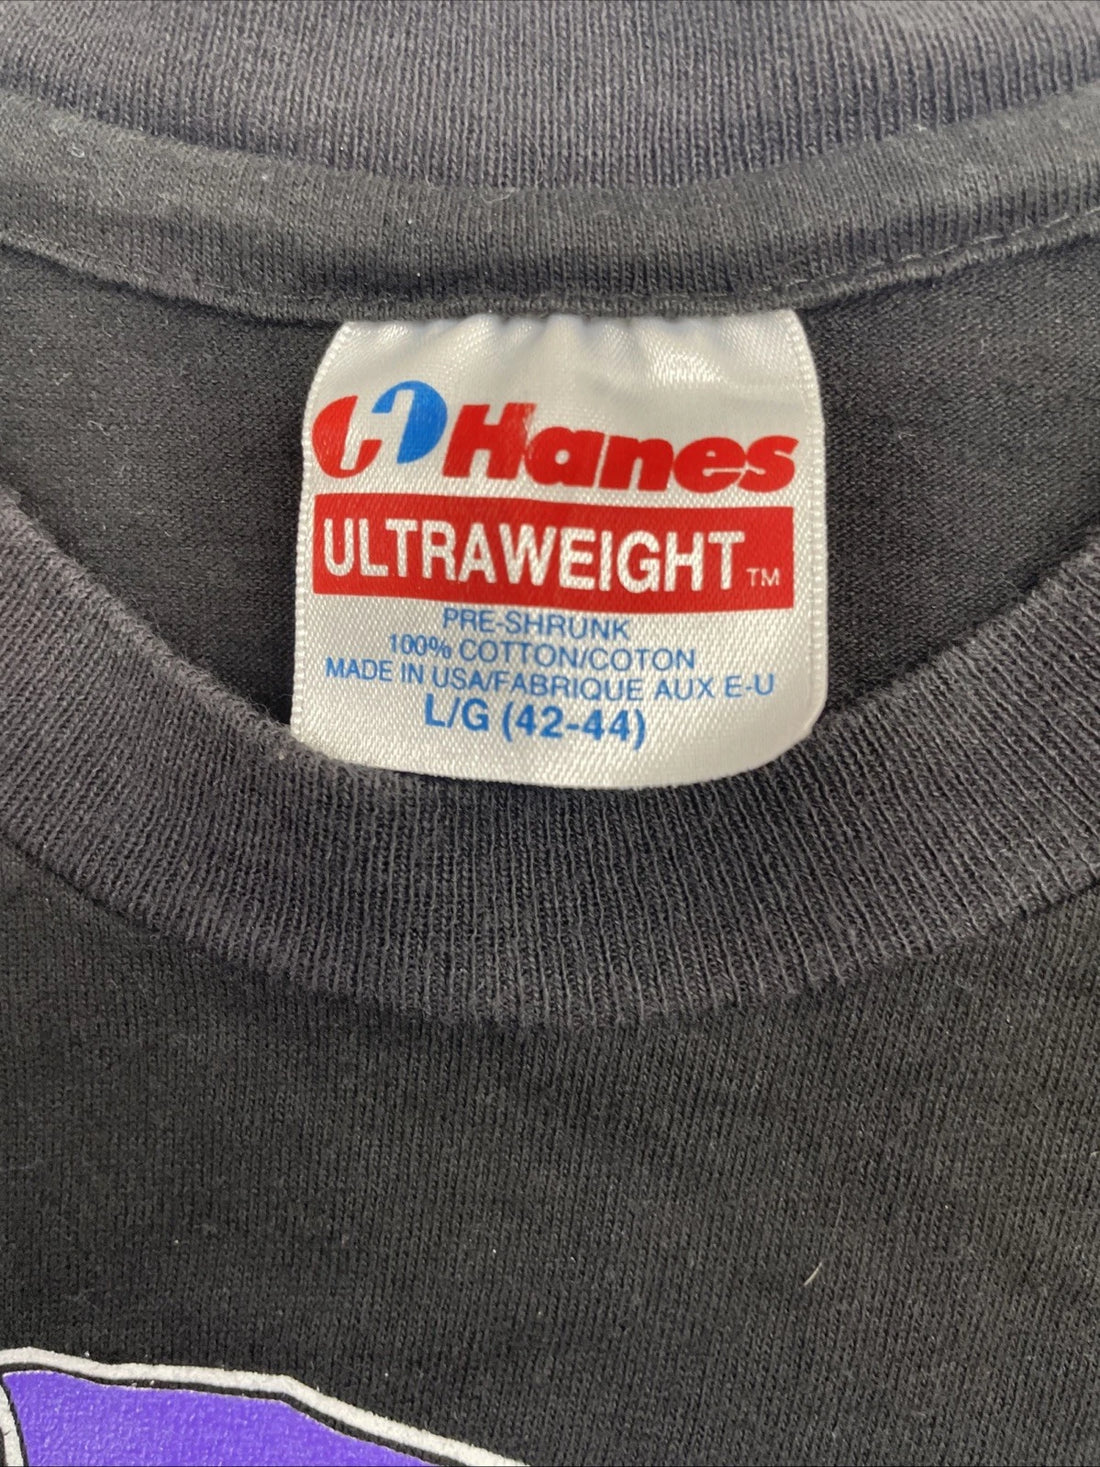 Hanes
ULTRAWEIGHT™
PRE-SHRUNK
100% COTTON/COTON
MADE IN USA/FABRIQUE AUX E-U
L/G (42-44)